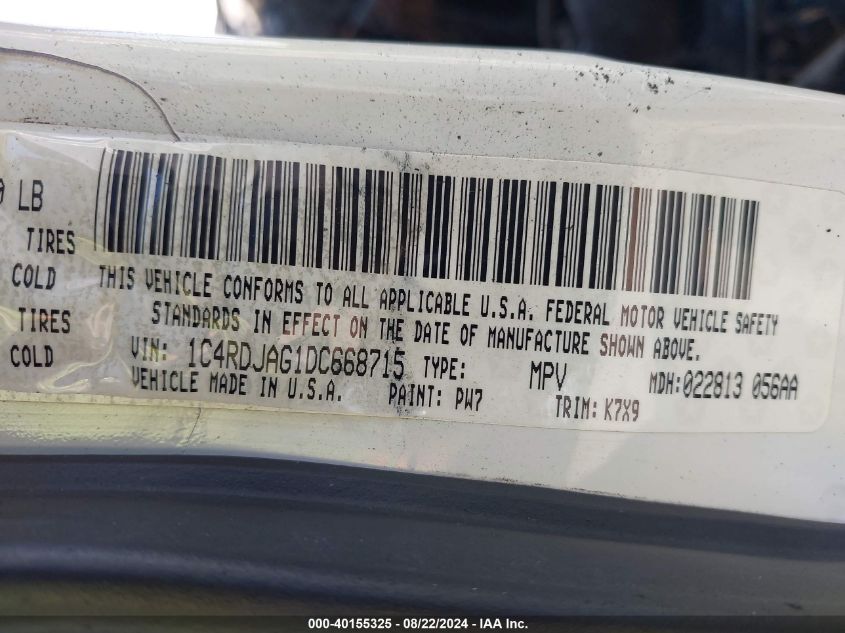 0 LB
TIRES
COLD
TIRES
COLD
THIS VEHICLE CONFORMS TO ALL APPLICABLE U.S.A. FEDERAL MOTOR VEHICLE SAFETY
STANDARDS IN EFFECT ON THE DATE OF MANUFACTURE SHOWN ABOVE.
VIN: 1C4RDJAG1DC668715 TYPE: MPV MDH:022813 056AA
VEHICLE MADE IN U.S.A. PAINT: PW7 TRIM: K7X9
000-40155325 - 08/22/2024 - IAA Inc.